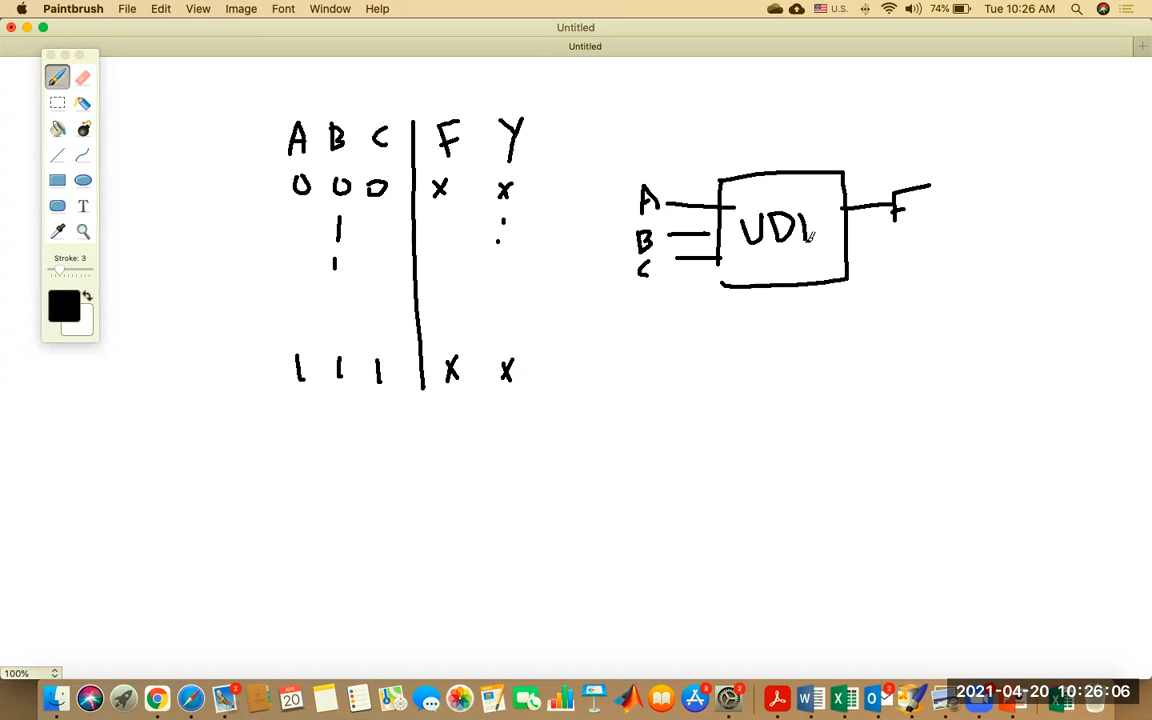 Paintbrush File Edit View Image Font Window Help U.S. 74% Tue 10:26 AM
Untitled
Untitled
A B C F Y
0 0 0 x x
1 1 1 x x
A
B
C
UDL
F
T
Stroke: 3
100%
2021-04-20 10:26:06